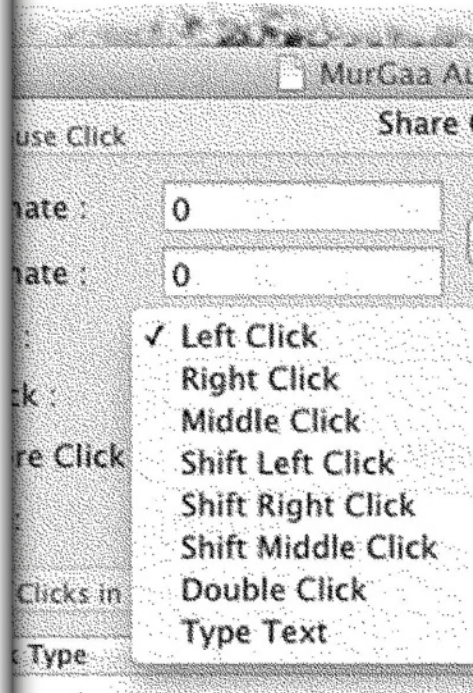 MurGaa Au
use Click
Share
nate :
0
nate :
0
:
✓ Left Click
Right Click
ck :
Middle Click
re Click
Shift Left Click
Shift Right Click
:
Shift Middle Click
Clicks in
Double Click
Type Text
Type